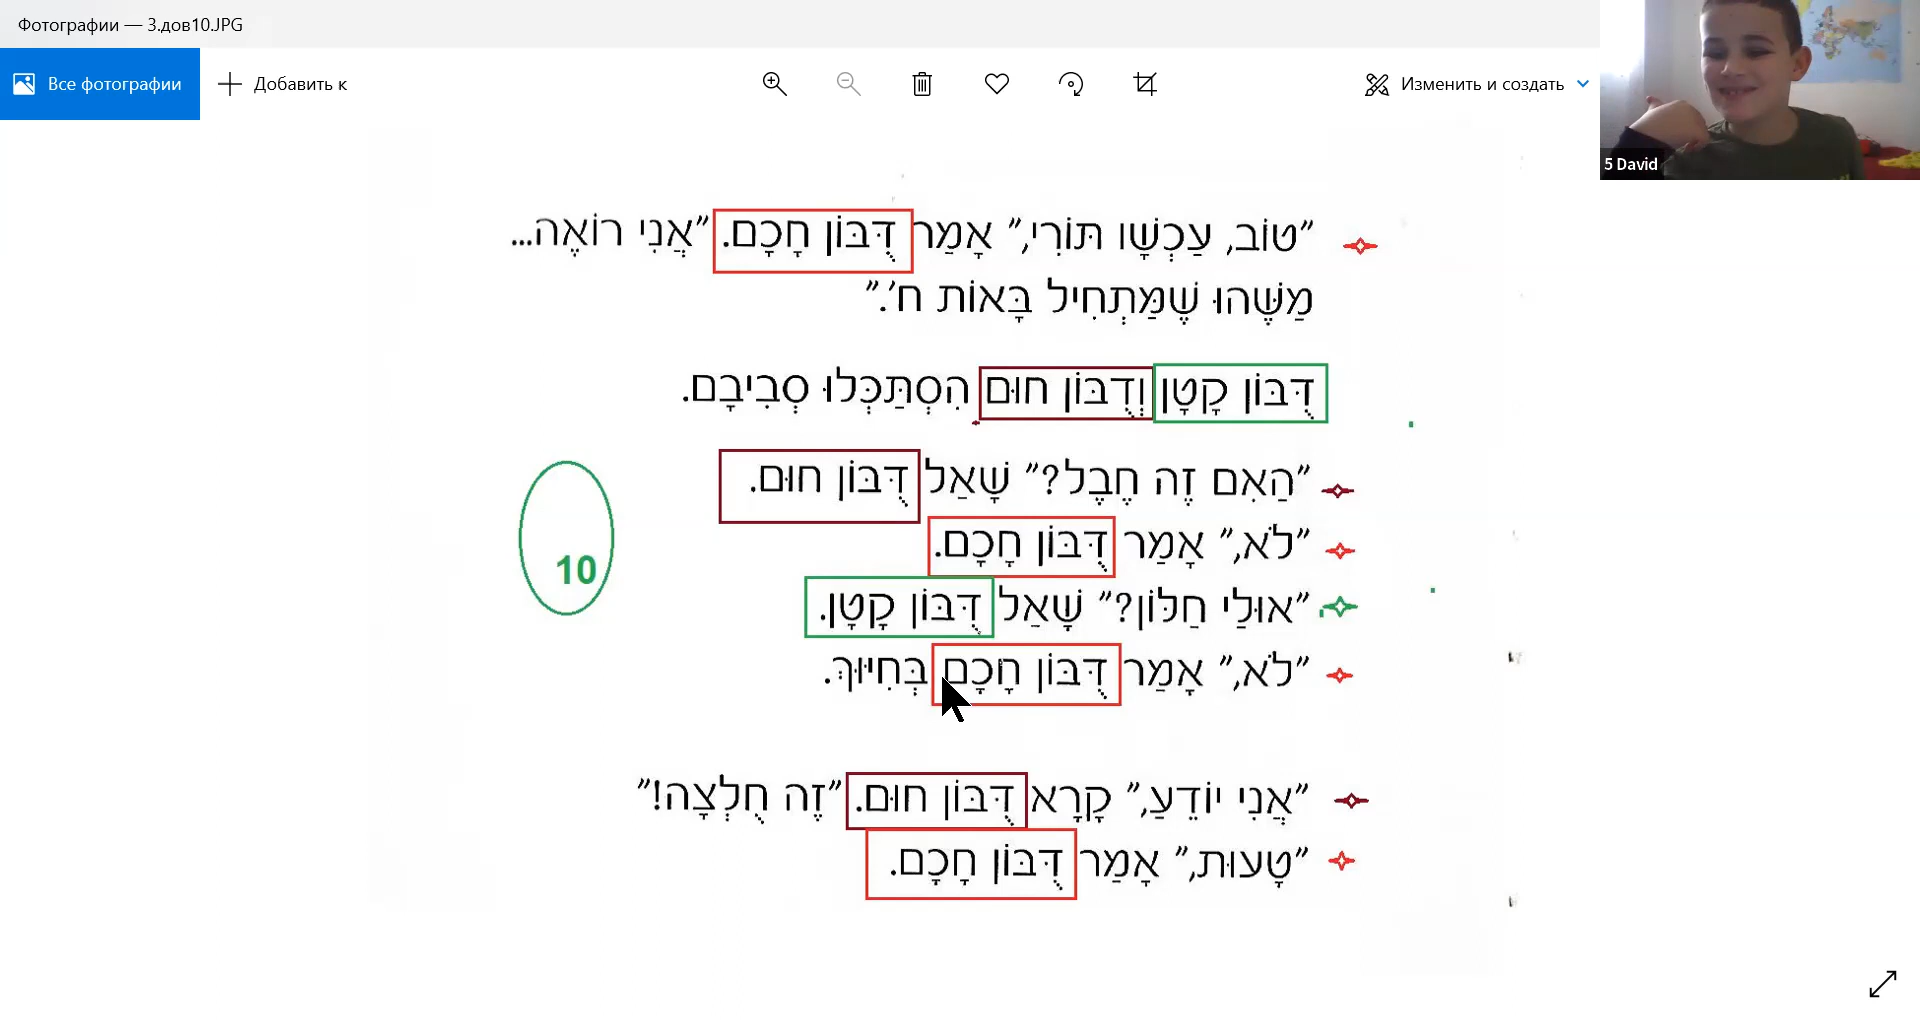 Фотографии — 3.дов10.JPG
Все фотографии
Добавить к
Изменить и создать
5 David
"טוֹב, עַכְשָׁו תּוֹרִי," אָמַר דֻּבּוֹן חָכָם. "אֲנִי רוֹאֶה...
מַשֶּׁהוּ שֶׁמַּתְחִיל בָּאוֹת ח'."
דֻּבּוֹן קָטָן וְדֻבּוֹן חוּם הִסְתַּכְּלוּ סְבִיבָם.
"הַאִם זֶה חֶבֶל?" שָׁאַל דֻּבּוֹן חוּם.
"לֹא," אָמַר דֻּבּוֹן חָכָם.
10
"אוּלַי חַלּוֹן?" שָׁאַל דֻּבּוֹן קָטָן.
"לֹא," אָמַר דֻּבּוֹן חָכָם בְּחִיּוּךְ.
"אֲנִי יוֹדֵעַ," קָרָא דֻּבּוֹן חוּם. "זֶה חֻלְצָה!"
"טָעוּת," אָמַר דֻּבּוֹן חָכָם.